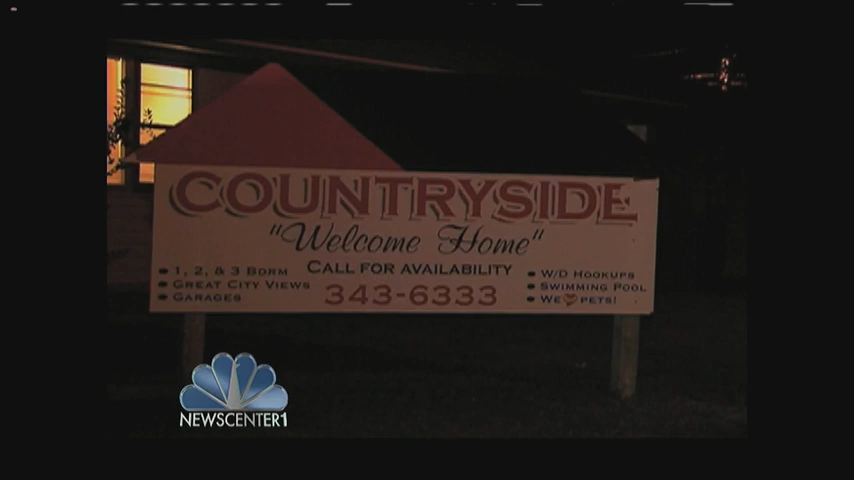 COUNTRYSIDE
"Welcome Home"
CALL FOR AVAILABILITY
343-6333
• 1, 2, & 3 BDRM
• GREAT CITY VIEWS
• GARAGES
• W/D HOOKUPS
• SWIMMING POOL
• WE ♥ PETS!
NEWSCENTER1